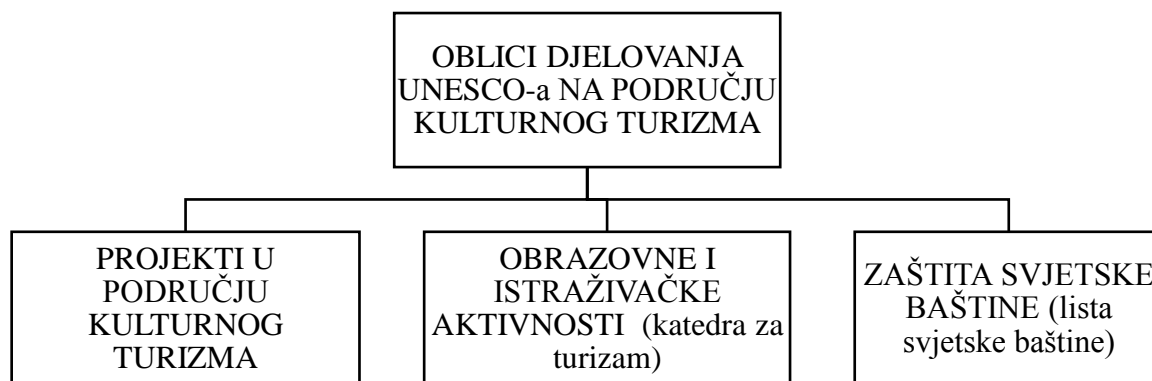 OBLICI DJELOVANJA
UNESCO-a NA PODRUČJU
KULTURNOG TURIZMA
PROJEKTI U
PODRUČJU
KULTURNOG
TURIZMA
OBRAZOVNE I
ISTRAŽIVAČKE
AKTIVNOSTI (katedra za
turizam)
ZAŠTITA SVJETSKE
BAŠTINE (lista
svjetske baštine)